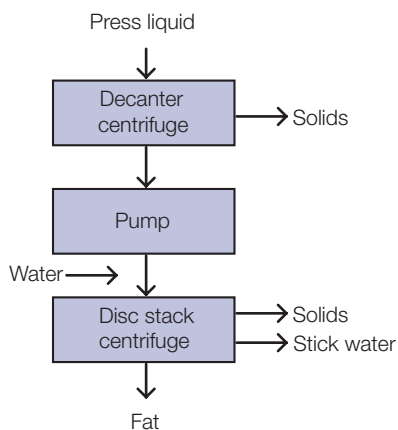 Press liquid
Decanter
centrifuge
Solids
Pump
Water
Disc stack
centrifuge
Solids
Stick water
Fat